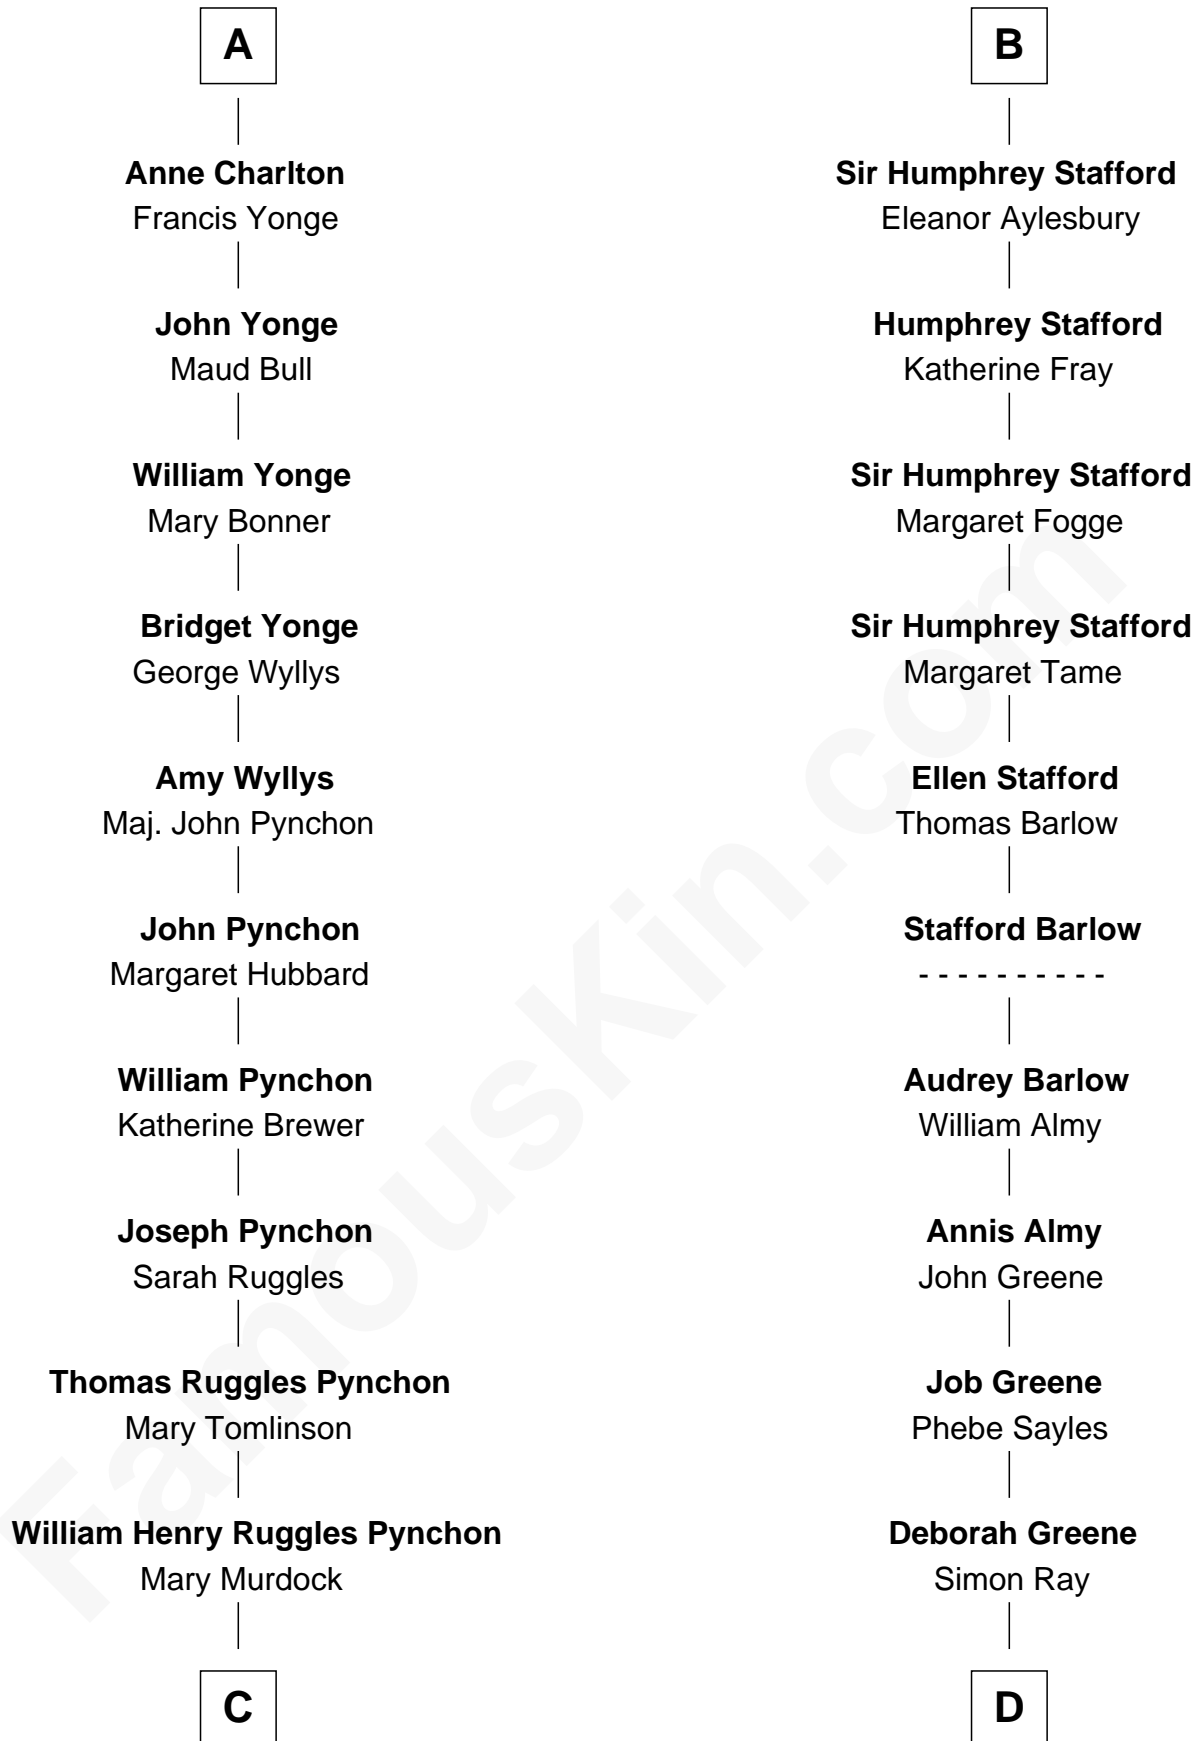 A
Anne Charlton
Francis Yonge
John Yonge
Maud Bull
William Yonge
Mary Bonner
Bridget Yonge
George Wyllys
Amy Wyllys
Maj. John Pynchon
John Pynchon
Margaret Hubbard
William Pynchon
Katherine Brewer
Joseph Pynchon
Sarah Ruggles
Thomas Ruggles Pynchon
Mary Tomlinson
William Henry Ruggles Pynchon
Mary Murdock
C
B
Sir Humphrey Stafford
Eleanor Aylesbury
Humphrey Stafford
Katherine Fray
Sir Humphrey Stafford
Margaret Fogge
Sir Humphrey Stafford
Margaret Tame
Ellen Stafford
Thomas Barlow
Stafford Barlow
- - - - - - - - - -
Audrey Barlow
William Almy
Annis Almy
John Greene
Job Greene
Phebe Sayles
Deborah Greene
Simon Ray
D
FamousKin.com